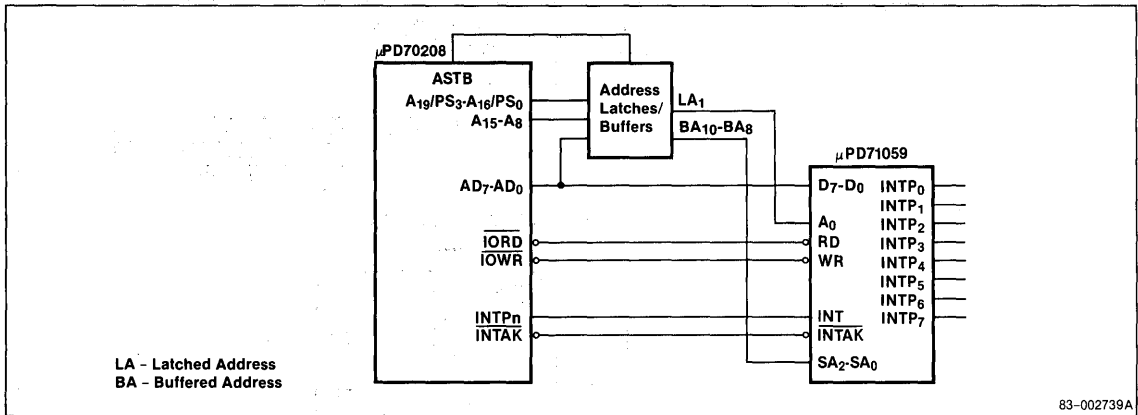 μPD70208
ASTB
A19/PS3-A16/PS0
A15-A8
AD7-AD0
IORD
IOWR
INTPn
INTAK
Address
Latches/
Buffers
LA1
BA10-BA8
μPD71059
D7-D0
A0
RD
WR
INT
INTAK
SA2-SA0
INTP0
INTP1
INTP2
INTP3
INTP4
INTP5
INTP6
INTP7
LA - Latched Address
BA - Buffered Address
83-002739A